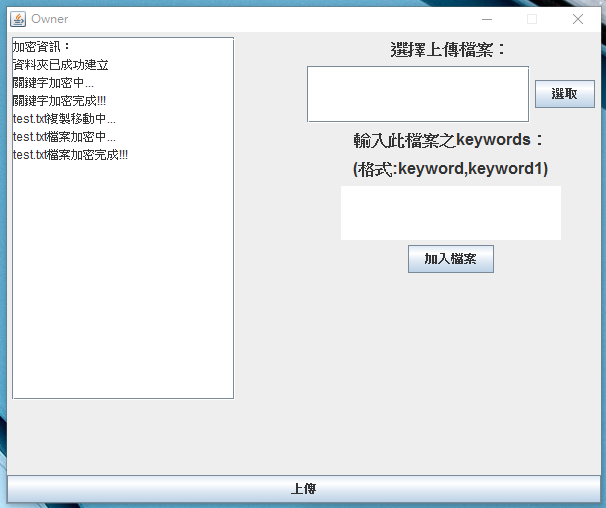 Owner
加密資訊：
資料夾已成功建立
關鍵字加密中...
關鍵字加密完成!!!
test.txt複製移動中...
test.txt檔案加密中...
test.txt檔案加密完成!!!
選擇上傳檔案：
選取
輸入此檔案之keywords：
(格式:keyword,keyword1)
加入檔案
上傳